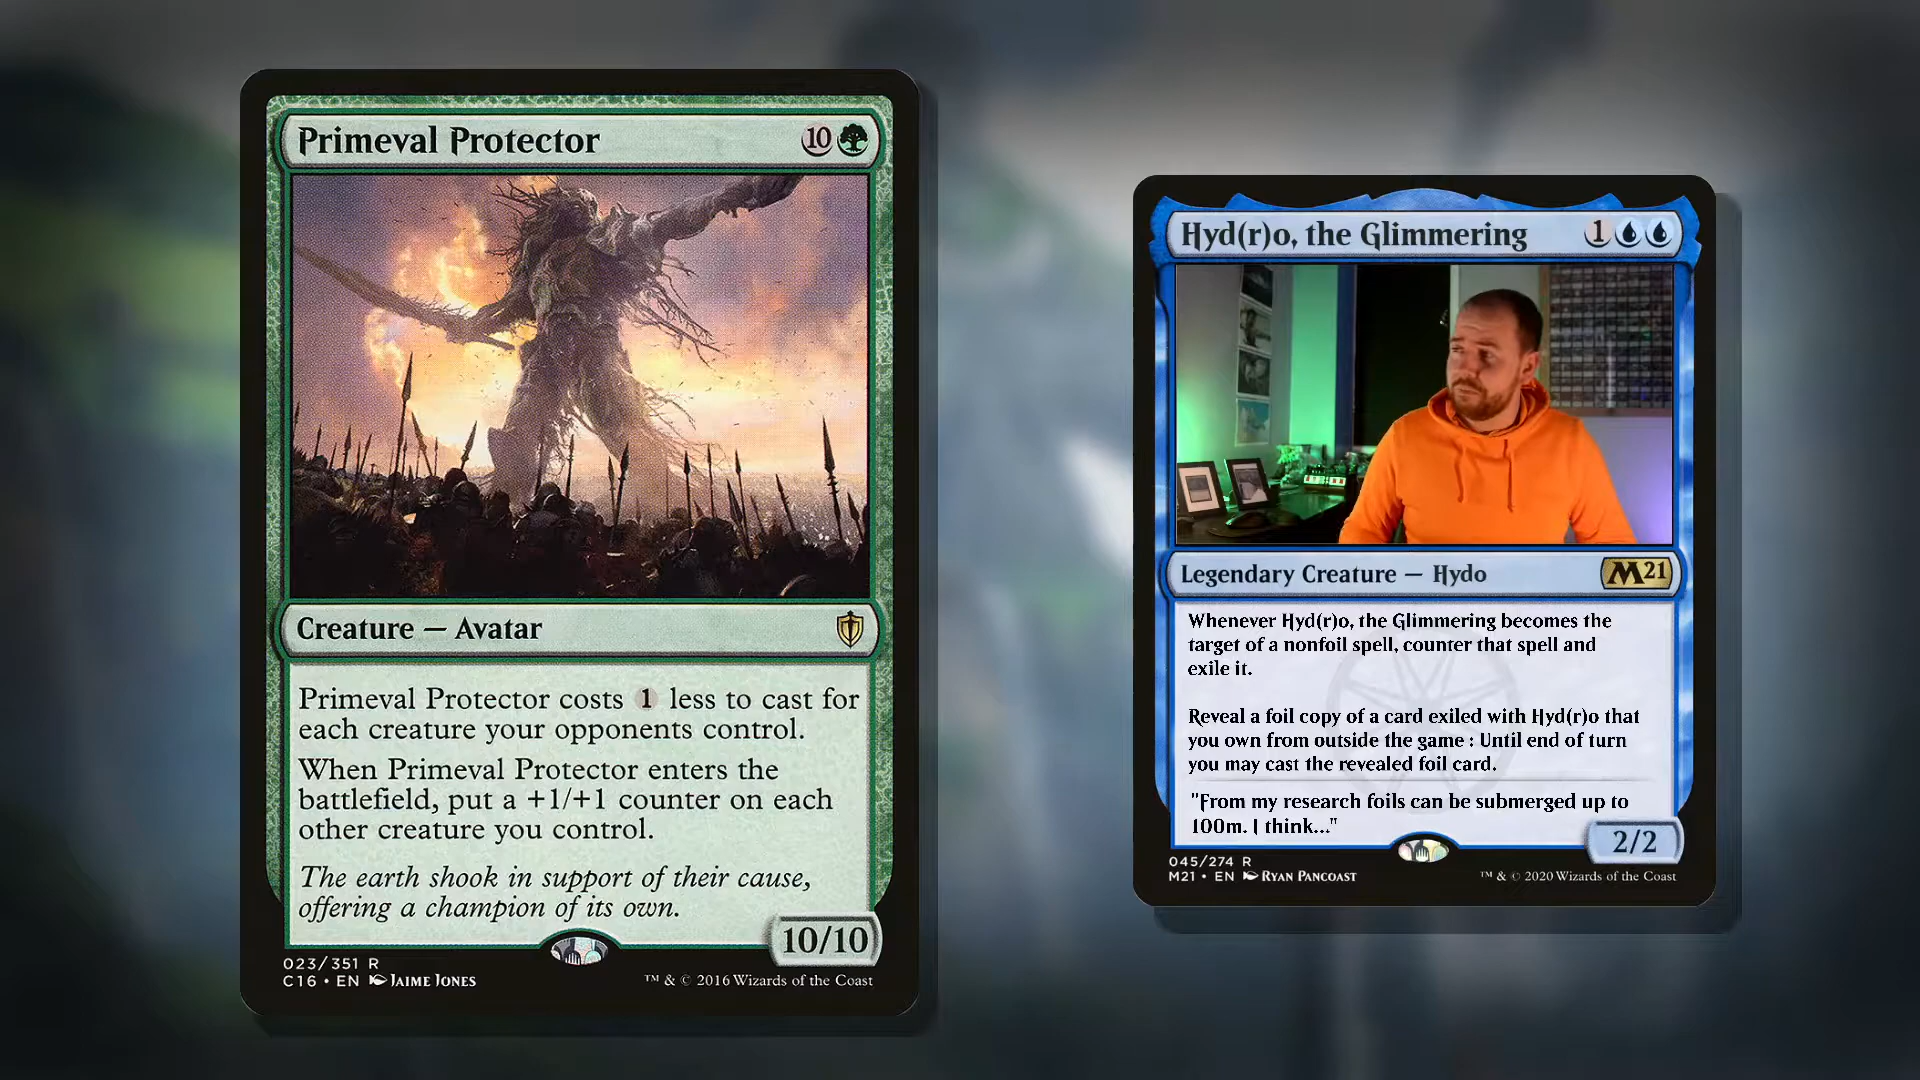 Primeval Protector 10
Creature — Avatar
Primeval Protector costs 1 less to cast for
each creature your opponents control.
When Primeval Protector enters the
battlefield, put a +1/+1 counter on each
other creature you control.
The earth shook in support of their cause,
offering a champion of its own.
10/10
023/351 R
C16 • EN JAIME JONES
™ & © 2016 Wizards of the Coast
Hyd(r)o, the Glimmering 1
Legendary Creature — Hydo M21
Whenever Hyd(r)o, the Glimmering becomes the
target of a nonfoil spell, counter that spell and
exile it.
Reveal a foil copy of a card exiled with Hyd(r)o that
you own from outside the game : Until end of turn
you may cast the revealed foil card.
"From my research foils can be submerged up to
100m. I think..."
2/2
045/274 R
M21 • EN RYAN PANCOAST
™ & © 2020 Wizards of the Coast